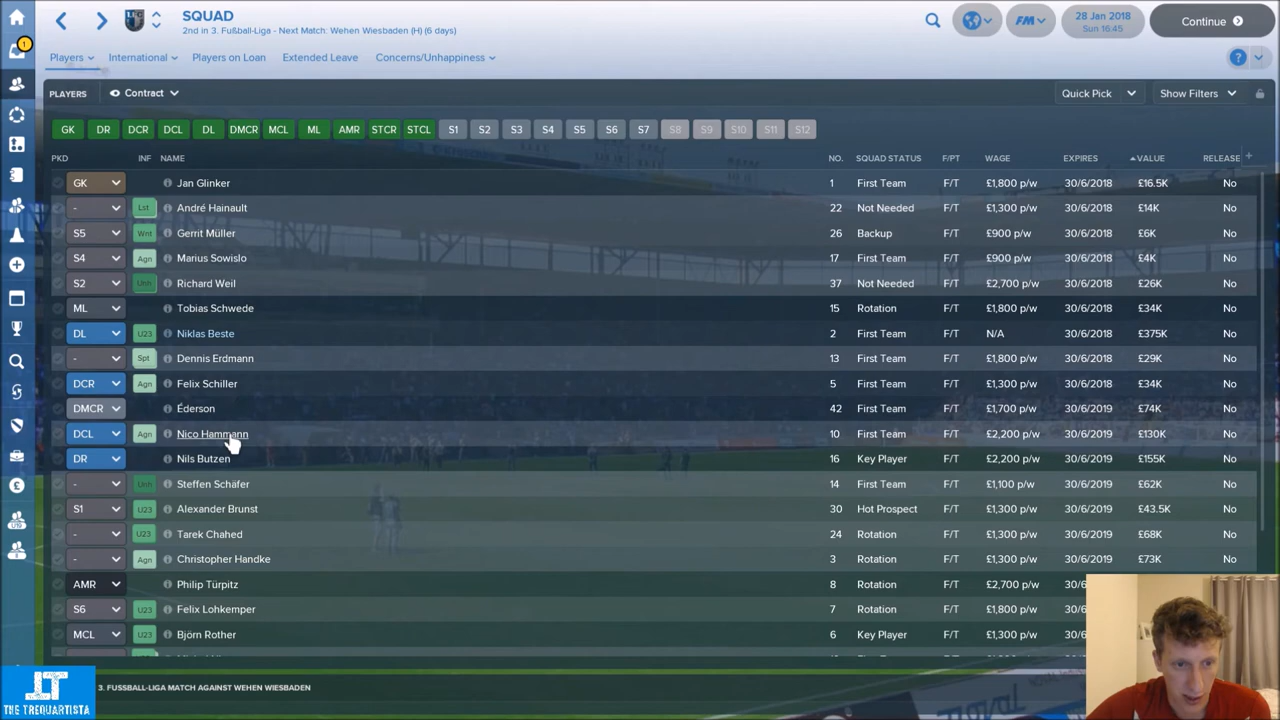 SQUAD
2nd in 3. Fußball-Liga - Next Match: Wehen Wiesbaden (H) (6 days)
FM
28 Jan 2018
Sun 16:45
Continue
1
Players International Players on Loan Extended Leave Concerns/Unhappiness
PLAYERS Contract Quick Pick Show Filters
GK DR DCR DCL DL DMCR MCL ML AMR STCR STCL S1 S2 S3 S4 S5 S6 S7 S8 S9 S10 S11 S12
PKD INF NAME NO. SQUAD STATUS F/PT WAGE EXPIRES VALUE RELEASE
GK Jan Glinker 1 First Team F/T £1,800 p/w 30/6/2018 £16.5K No
- Lst André Hainault 22 Not Needed F/T £1,300 p/w 30/6/2018 £14K No
S5 Wnt Gerrit Müller 26 Backup F/T £900 p/w 30/6/2018 £6K No
S4 Agn Marius Sowislo 17 First Team F/T £900 p/w 30/6/2018 £4K No
S2 Unh Richard Weil 37 Not Needed F/T £2,700 p/w 30/6/2018 £26K No
ML Tobias Schwede 15 Rotation F/T £1,800 p/w 30/6/2018 £34K No
DL U23 Niklas Beste 2 First Team F/T N/A 30/6/2018 £375K No
- Spt Dennis Erdmann 13 First Team F/T £1,800 p/w 30/6/2018 £29K No
DCR Agn Felix Schiller 5 First Team F/T £1,300 p/w 30/6/2018 £34K No
DMCR Éderson 42 First Team F/T £1,700 p/w 30/6/2018 £74K No
DCL Agn Nico Hammann 10 First Team F/T £2,200 p/w 30/6/2018 £130K No
DR Nils Butzen 16 Key Player F/T £2,200 p/w 30/6/2019 £155K No
- Unh Steffen Schäfer 14 First Team F/T £1,100 p/w 30/6/2019 £62K No
S1 U23 Alexander Brunst 30 Hot Prospect F/T £1,300 p/w 30/6/2019 £43.5K No
- U23 Tarek Chahed 24 Rotation F/T £1,300 p/w 30/6/2019 £68K No
- Agn Christopher Handke 3 Rotation F/T £1,300 p/w 30/6/2019 £73K No
AMR Philip Türpitz 8 Rotation F/T £2,700 p/w 30/6
S6 U23 Felix Lohkemper 7 Rotation F/T £1,800 p/w 30/6
MCL U23 Björn Rother 6 Key Player F/T £1,300 p/w 30/6
JT
THE TREQUARTISTA
3. FUSSBALL-LIGA MATCH AGAINST WEHEN WIESBADEN